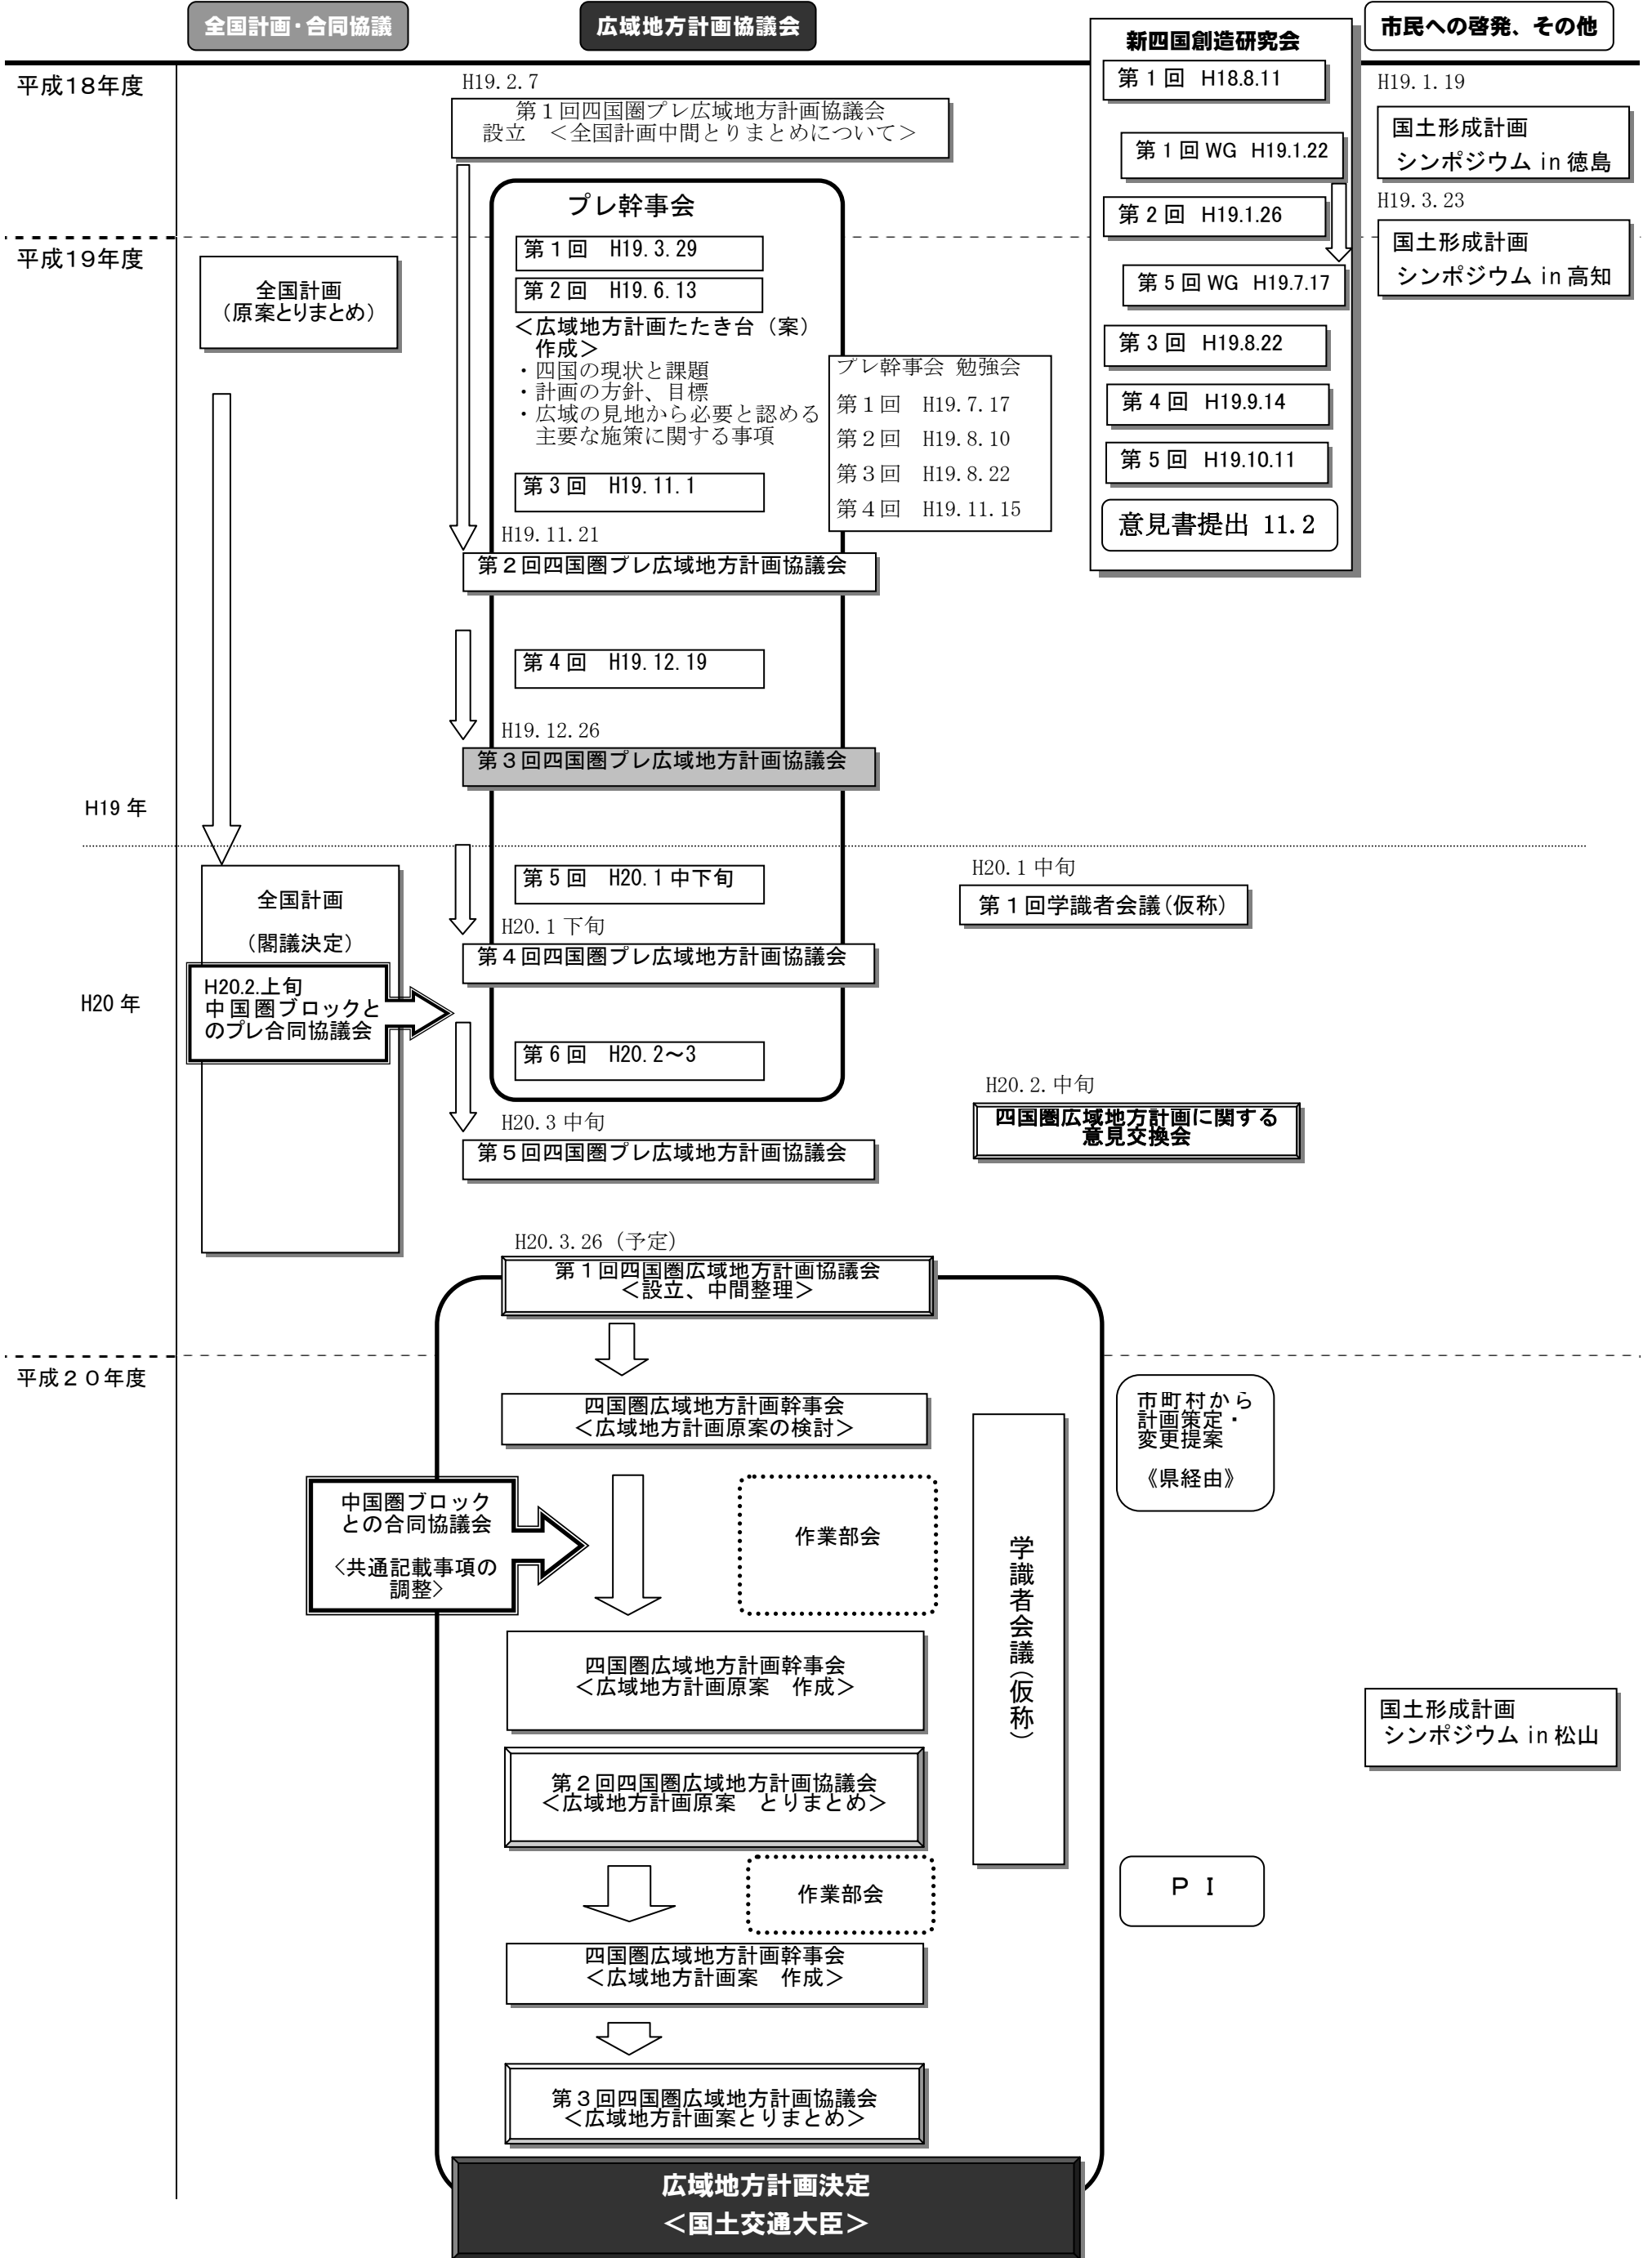 全国計画・合同協議
広域地方計画協議会
新四国創造研究会
市民への啓発、その他
平成18年度
H19.2.7
第１回四国圏プレ広域地方計画協議会
設立　＜全国計画中間とりまとめについて＞
第１回 H18.8.11
第１回 WG H19.1.22
第２回 H19.1.26
第５回 WG H19.7.17
第３回 H19.8.22
第４回 H19.9.14
第５回 H19.10.11
意見書提出 11.2
H19.1.19
国土形成計画
シンポジウム in 徳島
H19.3.23
国土形成計画
シンポジウム in 高知
平成19年度
全国計画
（原案とりまとめ）
プレ幹事会
第１回　H19.3.29
第２回　H19.6.13
＜広域地方計画たたき台（案）
作成＞
・四国の現状と課題
・計画の方針、目標
・広域の見地から必要と認める
主要な施策に関する事項
第３回　H19.11.1
プレ幹事会 勉強会
第１回　H19.7.17
第２回　H19.8.10
第３回　H19.8.22
第４回　H19.11.15
H19.11.21
第２回四国圏プレ広域地方計画協議会
第４回　H19.12.19
H19.12.26
第３回四国圏プレ広域地方計画協議会
H19 年
第５回　H20.1 中下旬
H20.1 中旬
第１回学識者会議(仮称)
全国計画
（閣議決定）
H20.1 下旬
第４回四国圏プレ広域地方計画協議会
H20 年
H20.2.上旬
中国圏ブロックと
のプレ合同協議会
第６回　H20.2～3
H20.2.中旬
四国圏広域地方計画に関する
意見交換会
H20.3 中旬
第５回四国圏プレ広域地方計画協議会
H20.3.26（予定）
第１回四国圏広域地方計画協議会
＜設立、中間整理＞
平成２０年度
四国圏広域地方計画幹事会
＜広域地方計画原案の検討＞
市町村から
計画策定・
変更提案
《県経由》
中国圏ブロック
との合同協議会
＜共通記載事項の
調整＞
作業部会
学識者会議（仮称）
四国圏広域地方計画幹事会
＜広域地方計画原案　作成＞
国土形成計画
シンポジウム in 松山
第２回四国圏広域地方計画協議会
＜広域地方計画原案　とりまとめ＞
作業部会
ＰＩ
四国圏広域地方計画幹事会
＜広域地方計画案　作成＞
第３回四国圏広域地方計画協議会
＜広域地方計画案とりまとめ＞
広域地方計画決定
＜国土交通大臣＞